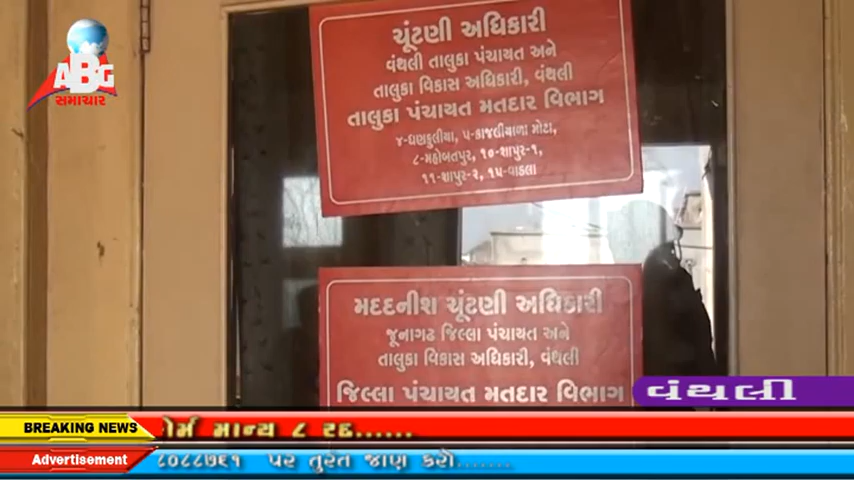 ABG
સમાચાર
ચૂંટણી અધિકારી
વંથલી તાલુકા પંચાયત અને
તાલુકા વિકાસ અધિકારી, વંથલી
તાલુકા પંચાયત મતદાર વિભાગ
૪-ધણફુલીયા, ૫-કાજલીયાળા મોટા,
૮-મહોબતપુર, ૧૦-શાપુર-૧,
૧૧-શાપુર-૨, ૧૫-વાડલા
મદદનીશ ચૂંટણી અધિકારી
જૂનાગઢ જિલ્લા પંચાયત અને
તાલુકા વિકાસ અધિકારી, વંથલી
જિલ્લા પંચાયત મતદાર વિભાગ
વંથલી
BREAKING NEWS
માન્ય ૮ રદ......
Advertisement
૮૦૮૮૭૬૧ પર તુરંત જાણ કરો.......